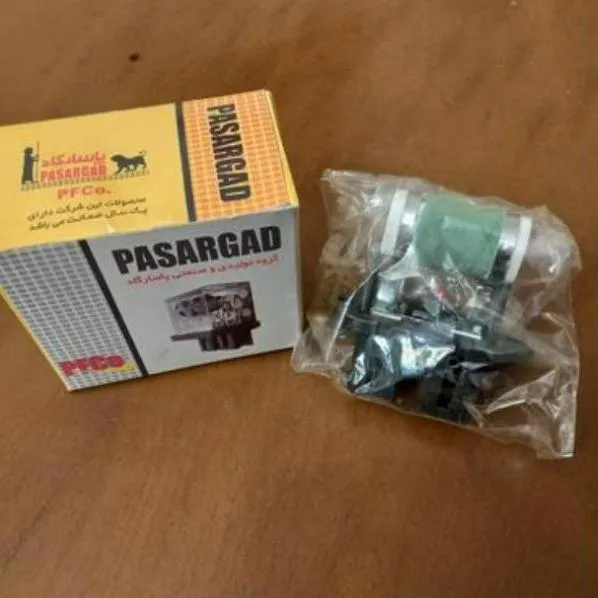 پاسارگاد
PASARGAD
PFCo.
محصولات این شرکت دارای
یک سال ضمانت می باشد
PASARGAD
PASARGAD
گروه تولیدی و صنعتی پاسارگاد
PFCo.